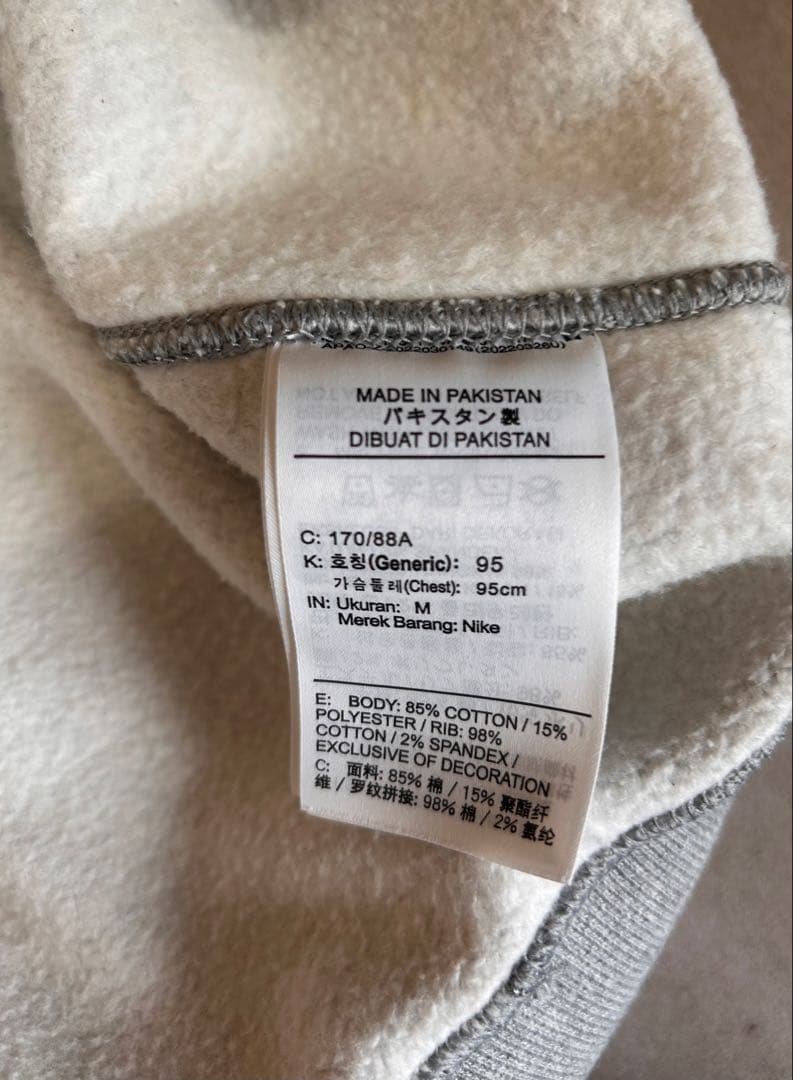 MADE IN PAKISTAN
パキスタン製
DIBUAT DI PAKISTAN
C: 170/88A
K: 호칭(Generic): 95
가슴둘레(Chest): 95cm
IN: Ukuran: M
Merek Barang: Nike
E: BODY: 85% COTTON / 15%
POLYESTER / RIB: 98%
COTTON / 2% SPANDEX /
EXCLUSIVE OF DECORATION
C: 面料: 85% 棉 / 15% 聚酯纤
维 / 罗纹拼接: 98% 棉 / 2% 氨纶